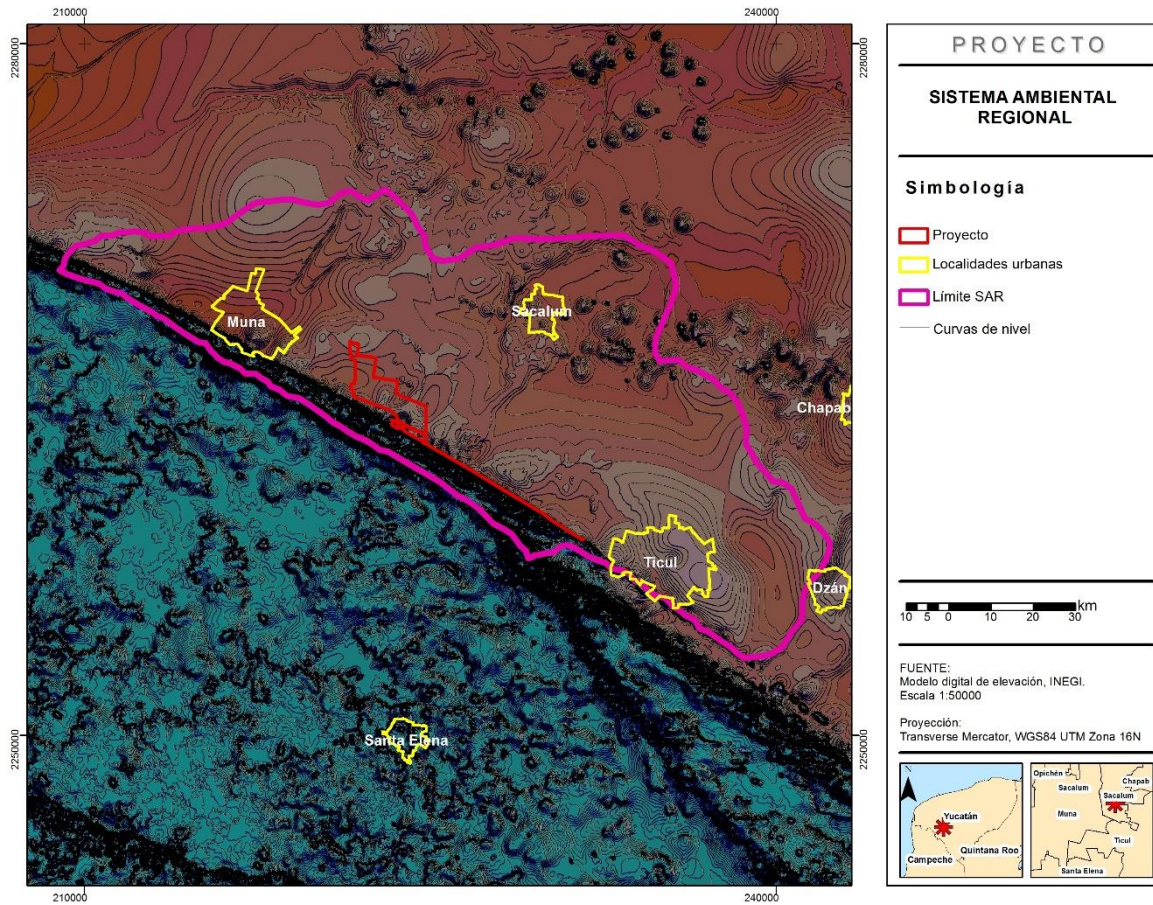 210000
240000
2280000
2280000
Muna
Sacalum
Chapab
Ticul
Dzán
Santa Elena
2250000
2250000
210000
240000
PROYECTO
SISTEMA AMBIENTAL
REGIONAL
Simbología
Proyecto
Localidades urbanas
Límite SAR
Curvas de nivel
10 5 0 10 20 30 km
FUENTE:
Modelo digital de elevación, INEGI.
Escala 1:50000
Proyección:
Transverse Mercator, WGS84 UTM Zona 16N
N
Yucatán
Quintana Roo
Campeche
Opichén
Chapab
Sacalum
Sacalum
Muna
Ticul
Santa Elena